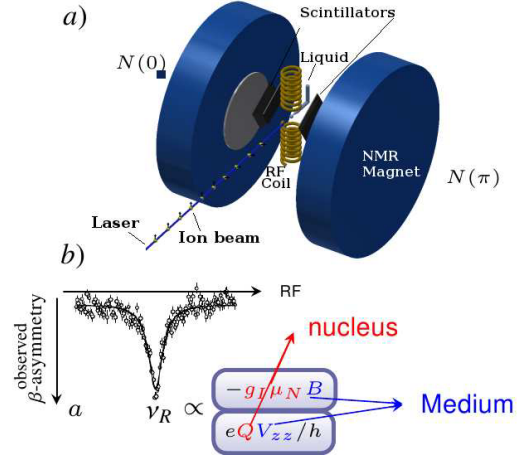 a)
Scintillators
N(0)
Liquid
NMR
Magnet
RF
Coil
N(π)
Laser
Ion beam
b)
RF
observed
β-asymmetry
nucleus
a
ν_R ∝
−g_I μ_N B
eQV_zz/h
Medium